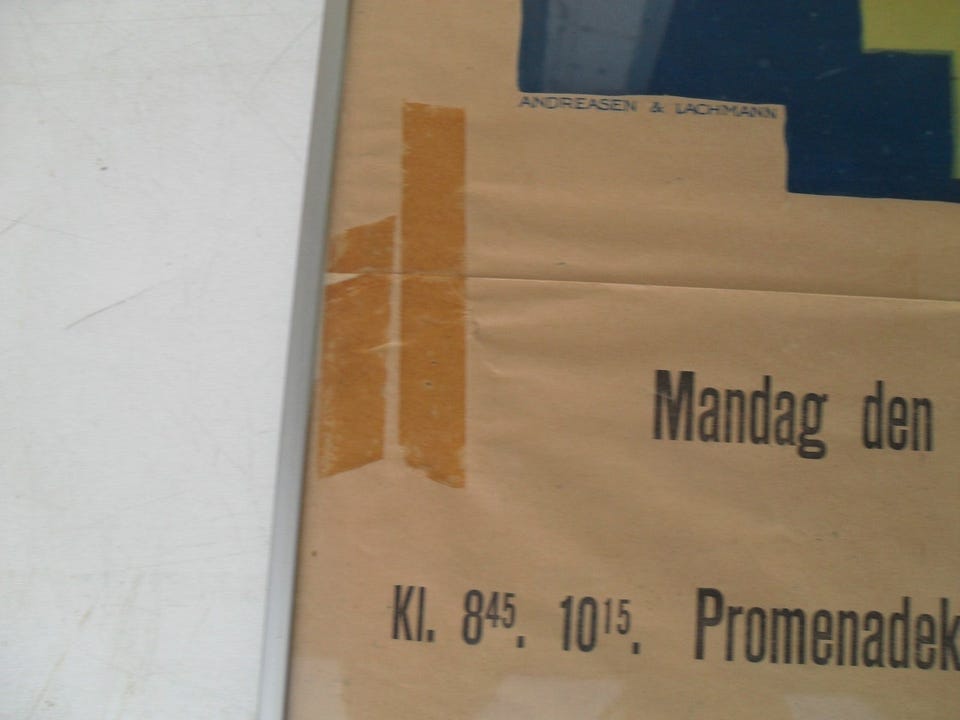 ANDREASEN & LACHMANN
Mandag den
Kl. 8⁴⁵. 10¹⁵. Promenadek